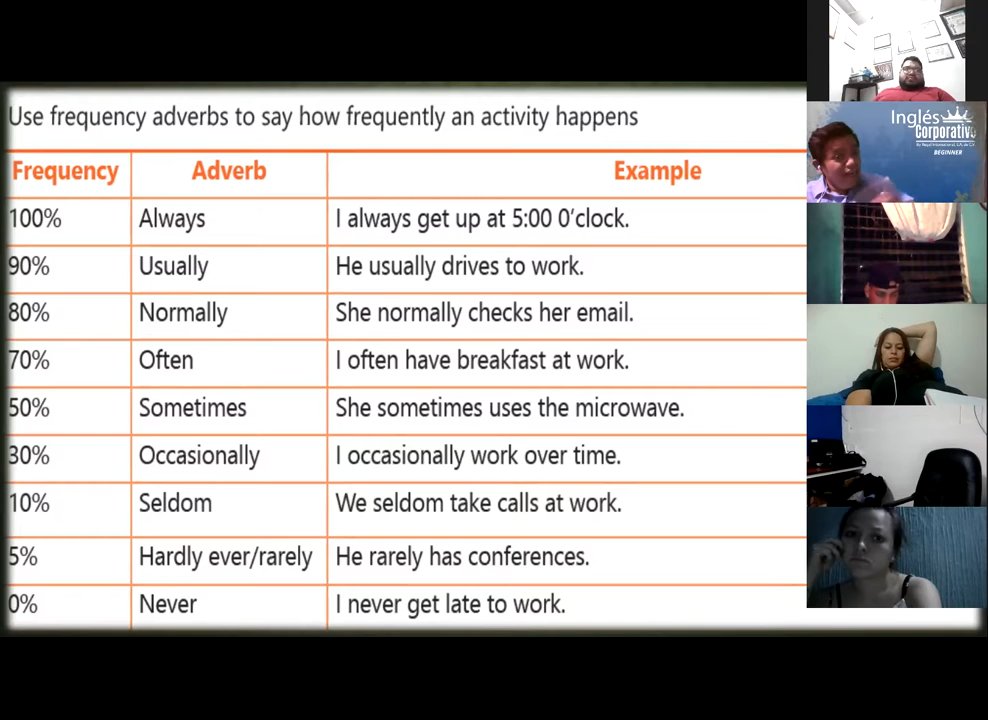 Use frequency adverbs to say how frequently an activity happens
Frequency Adverb Example
100% Always I always get up at 5:00 0'clock.
90% Usually He usually drives to work.
80% Normally She normally checks her email.
70% Often I often have breakfast at work.
50% Sometimes She sometimes uses the microwave.
30% Occasionally I occasionally work over time.
10% Seldom We seldom take calls at work.
5% Hardly ever/rarely He rarely has conferences.
0% Never I never get late to work.
Inglés
Corporativo
BEGINNER